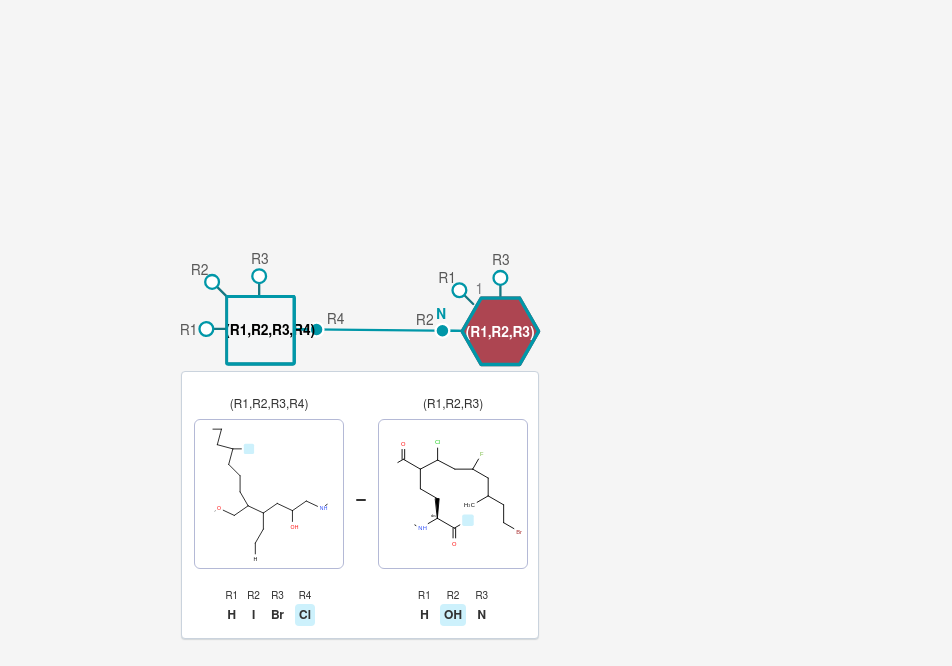 R3
R2
R1
(R1,R2,R3,R4)
R4
R3
R1
1
R2
N
(R1,R2,R3)
(R1,R2,R3,R4)
(R1,R2,R3)
O
NH
OH
H
O
Cl
F
H₃C
Br
NH
O
R1 R2 R3 R4
H I Br Cl
R1 R2 R3
H OH N